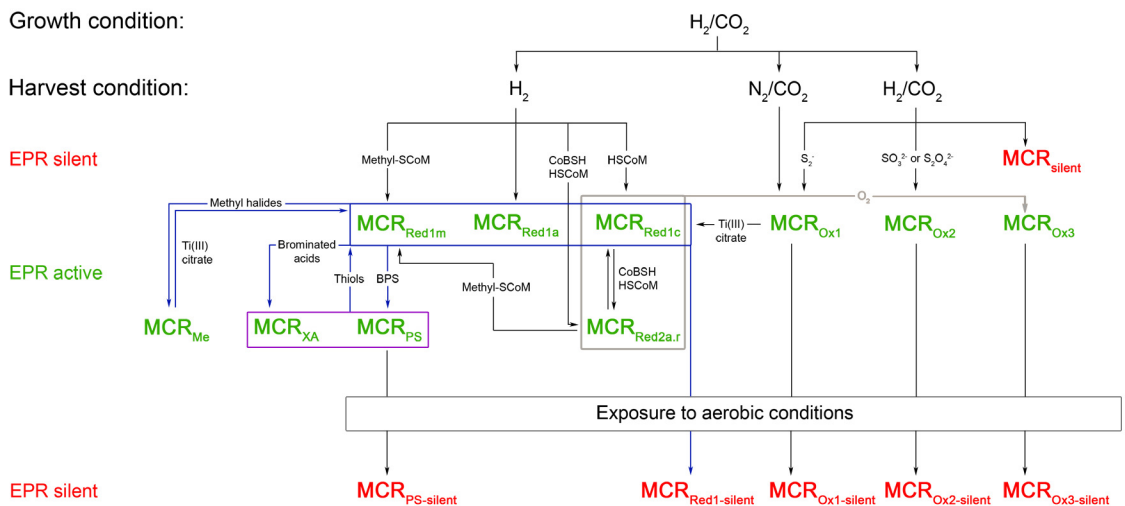 Growth condition: H₂/CO₂
Harvest condition: H₂ N₂/CO₂ H₂/CO₂
EPR silent
Methyl-SCoM
CoBSH
HSCoM
HSCoM
S₂⁻
SO₃²⁻ or S₂O₄²⁻
MCRsilent
O₂
Methyl halides
MCRRed1m MCRRed1a MCRRed1c
Ti(III)
citrate
MCROx1 MCROx2 MCROx3
Ti(III)
citrate
Brominated
acids
EPR active
Thiols
BPS
Methyl-SCoM
CoBSH
HSCoM
MCRMe MCRXA MCRPS MCRRed2a.r
Exposure to aerobic conditions
EPR silent MCRPS-silent MCRRed1-silent MCROx1-silent MCROx2-silent MCROx3-silent